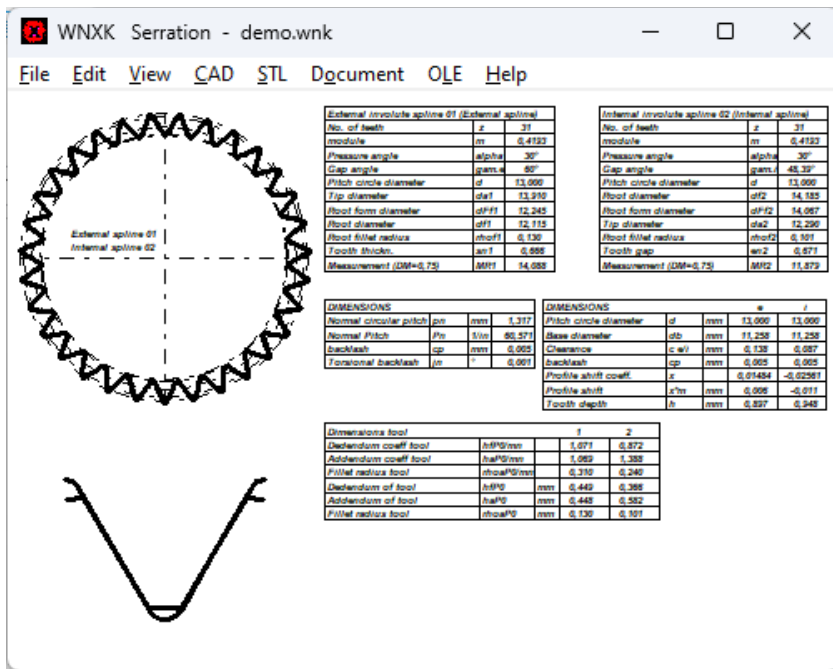 WNXK Serration - demo.wnk
File Edit View CAD STL Document OLE Help
External spline 01
Internal spline 02
External involute spline 01 (External spline)
No. of teeth z 31
module m 0,4193
Pressure angle alpha 30°
Gap angle gam.e 60°
Pitch circle diameter d 13,000
Tip diameter da1 13,910
Root form diameter dFf1 12,245
Root diameter df1 12,115
Root fillet radius rhof1 0,130
Tooth thickn. sn1 0,666
Measurement (DM=0,75) MR1 14,088
Internal involute spline 02 (Internal spline)
No. of teeth z 31
module m 0,4193
Pressure angle alpha 30°
Gap angle gam.i 48,39°
Pitch circle diameter d 13,000
Root diameter df2 14,185
Root form diameter dFf2 14,067
Tip diameter da2 12,290
Root fillet radius rhof2 0,101
Tooth gap en2 0,671
Measurement (DM=0,75) MR2 11,879
DIMENSIONS
Normal circular pitch pn mm 1,317
Normal Pitch Pn 1/in 60,571
backlash cp mm 0,005
Torsional backlash jn ° 0,001
DIMENSIONS e i
Pitch circle diameter d mm 13,000 13,000
Base diameter db mm 11,258 11,258
Clearance c e/i mm 0,138 0,087
backlash cp mm 0,005 0,005
Profile shift coeff. x 0,01484 -0,02561
Profile shift x*m mm 0,006 -0,011
Tooth depth h mm 0,897 0,948
Dimensions tool 1 2
Dedendum coeff tool hfP0/mn 1,071 0,872
Addendum coeff tool haP0/mn 1,069 1,388
Fillet radius tool rhoaP0/mn 0,310 0,240
Dedendum of tool hfP0 mm 0,449 0,366
Addendum of tool haP0 mm 0,448 0,582
Fillet radius tool rhoaP0 mm 0,130 0,101